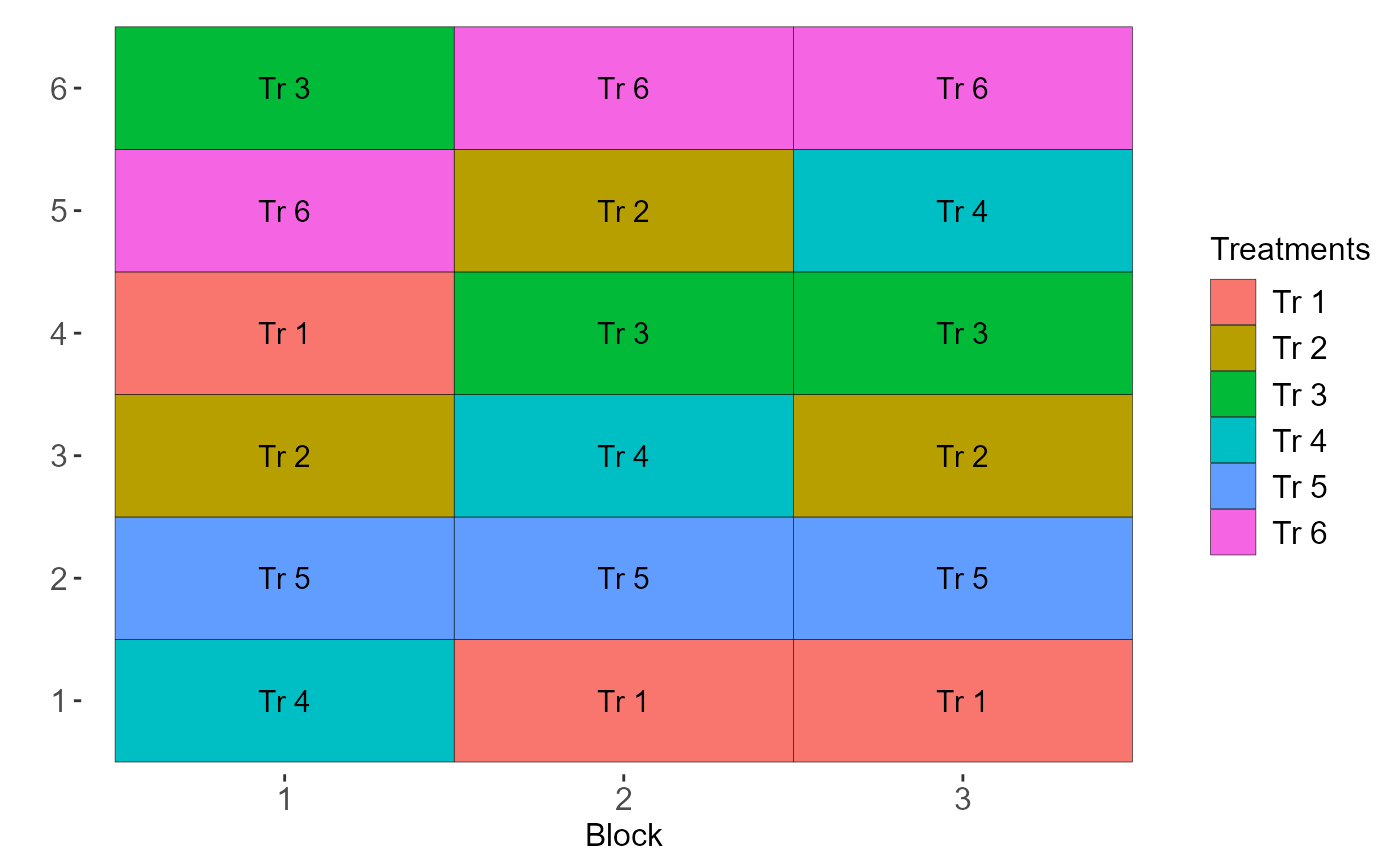 6 Tr 3 Tr 6 Tr 6
5 Tr 6 Tr 2 Tr 4
4 Tr 1 Tr 3 Tr 3
3 Tr 2 Tr 4 Tr 2
2 Tr 5 Tr 5 Tr 5
1 Tr 4 Tr 1 Tr 1
1 2 3
Block
Treatments
Tr 1
Tr 2
Tr 3
Tr 4
Tr 5
Tr 6